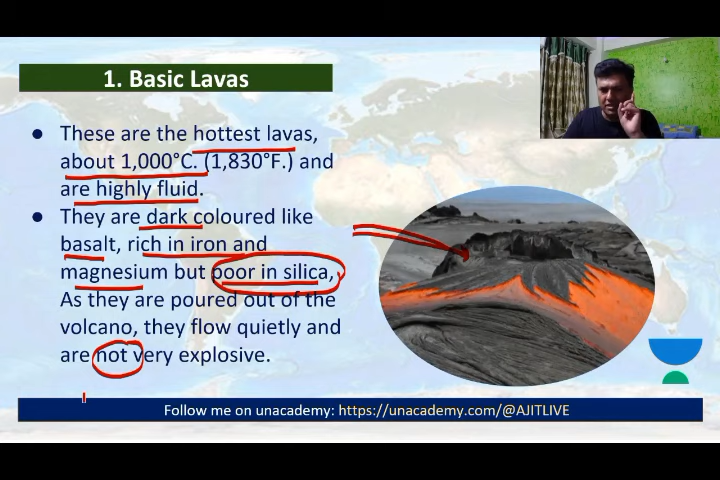 1. Basic Lavas
● These are the hottest lavas,
about 1,000°C. (1,830°F.) and
are highly fluid.
● They are dark coloured like
basalt, rich in iron and
magnesium but poor in silica,
As they are poured out of the
volcano, they flow quietly and
are not very explosive.
Follow me on unacademy: https://unacademy.com/@AJITLIVE